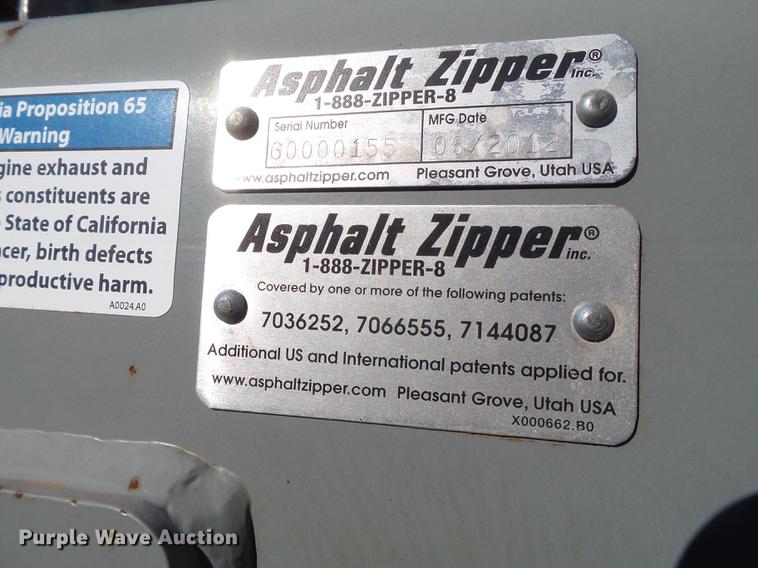 ia Proposition 65
Warning
gine exhaust and
s constituents are
State of California
ncer, birth defects
productive harm.
A0024.A0
Asphalt Zipper® inc.
1-888-ZIPPER-8
Serial Number
MFG Date
G0000155
08/2012
www.asphaltzipper.com Pleasant Grove, Utah USA
Asphalt Zipper® inc.
1-888-ZIPPER-8
Covered by one or more of the following patents:
7036252, 7066555, 7144087
Additional US and International patents applied for.
www.asphaltzipper.com Pleasant Grove, Utah USA
X000662.B0
Purple Wave Auction